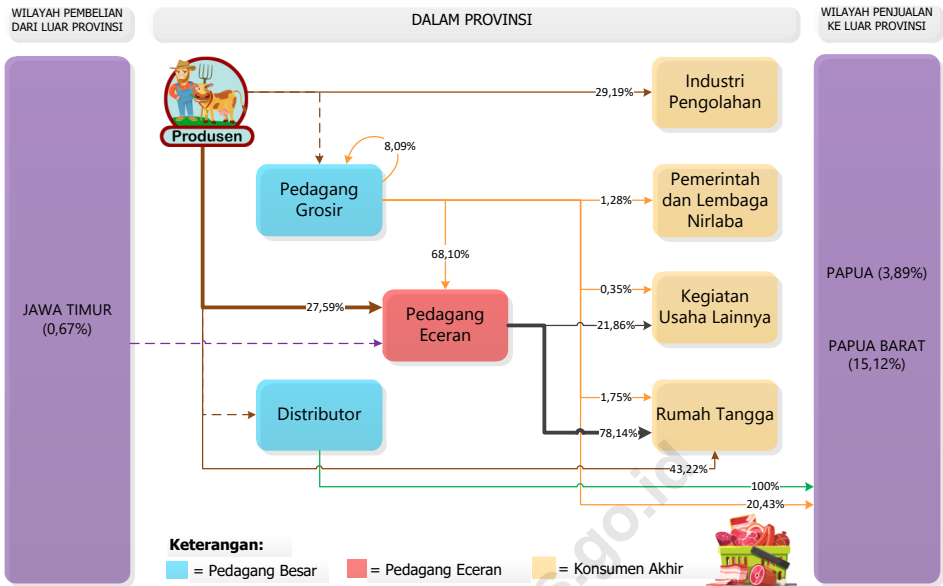 WILAYAH PEMBELIAN
DARI LUAR PROVINSI
DALAM PROVINSI
WILAYAH PENJUALAN
KE LUAR PROVINSI
Produsen
29,19%
Industri
Pengolahan
8,09%
Pedagang
Grosir
1,28%
Pemerintah
dan Lembaga
Nirlaba
68,10%
JAWA TIMUR
(0,67%)
27,59%
Pedagang
Eceran
0,35%
21,86%
Kegiatan
Usaha Lainnya
PAPUA (3,89%)
PAPUA BARAT
(15,12%)
Distributor
1,75%
78,14%
Rumah Tangga
43,22%
100%
20,43%
Keterangan:
= Pedagang Besar
= Pedagang Eceran
= Konsumen Akhir
s.go.id